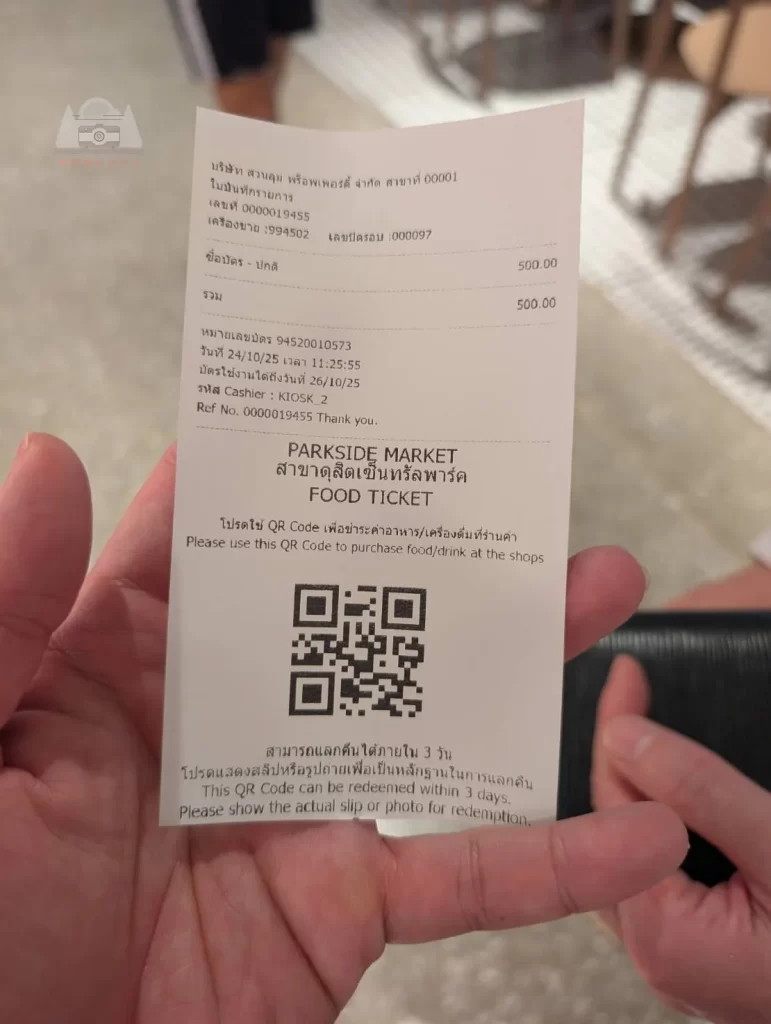 บริษัท สวนลุม พร็อพเพอร์ตี้ จำกัด สาขาที่ 00001
ใบบันทึกรายการ
เลขที่ 0000019455
เครื่องขาย :994502 เลขปิดรอบ :000097
ซื้อบัตร - ปกติ 500.00
รวม 500.00
หมายเลขบัตร 94520010573
วันที่ 24/10/25 เวลา 11:25:55
บัตรใช้งานได้ถึงวันที่ 26/10/25
รหัส Cashier : KIOSK_2
Ref No. 0000019455 Thank you.
PARKSIDE MARKET
สาขาดุสิตเซ็นทรัลพาร์ค
FOOD TICKET
โปรดใช้ QR Code เพื่อชำระค่าอาหาร/เครื่องดื่มที่ร้านค้า
Please use this QR Code to purchase food/drink at the shops
สามารถแลกคืนได้ภายใน 3 วัน
โปรดแสดงสลิปหรือรูปถ่ายเพื่อเป็นหลักฐานในการแลกคืน
This QR Code can be redeemed within 3 days.
Please show the actual slip or photo for redemption.